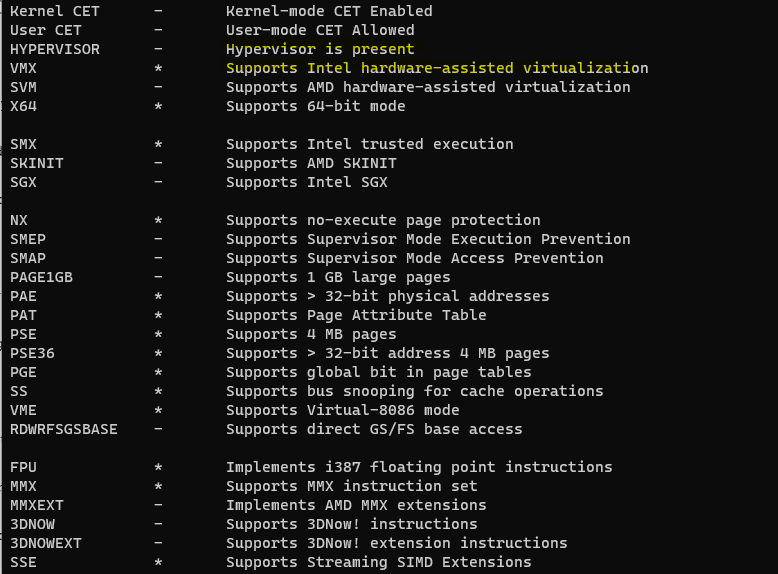 Kernel CET - Kernel-mode CET Enabled
User CET - User-mode CET Allowed
HYPERVISOR - Hypervisor is present
VMX * Supports Intel hardware-assisted virtualization
SVM - Supports AMD hardware-assisted virtualization
X64 * Supports 64-bit mode
SMX * Supports Intel trusted execution
SKINIT - Supports AMD SKINIT
SGX - Supports Intel SGX
NX * Supports no-execute page protection
SMEP - Supports Supervisor Mode Execution Prevention
SMAP - Supports Supervisor Mode Access Prevention
PAGE1GB - Supports 1 GB large pages
PAE * Supports > 32-bit physical addresses
PAT * Supports Page Attribute Table
PSE * Supports 4 MB pages
PSE36 * Supports > 32-bit address 4 MB pages
PGE * Supports global bit in page tables
SS * Supports bus snooping for cache operations
VME * Supports Virtual-8086 mode
RDWRFSGSBASE - Supports direct GS/FS base access
FPU * Implements i387 floating point instructions
MMX * Supports MMX instruction set
MMXEXT - Implements AMD MMX extensions
3DNOW - Supports 3DNow! instructions
3DNOWEXT - Supports 3DNow! extension instructions
SSE * Supports Streaming SIMD Extensions